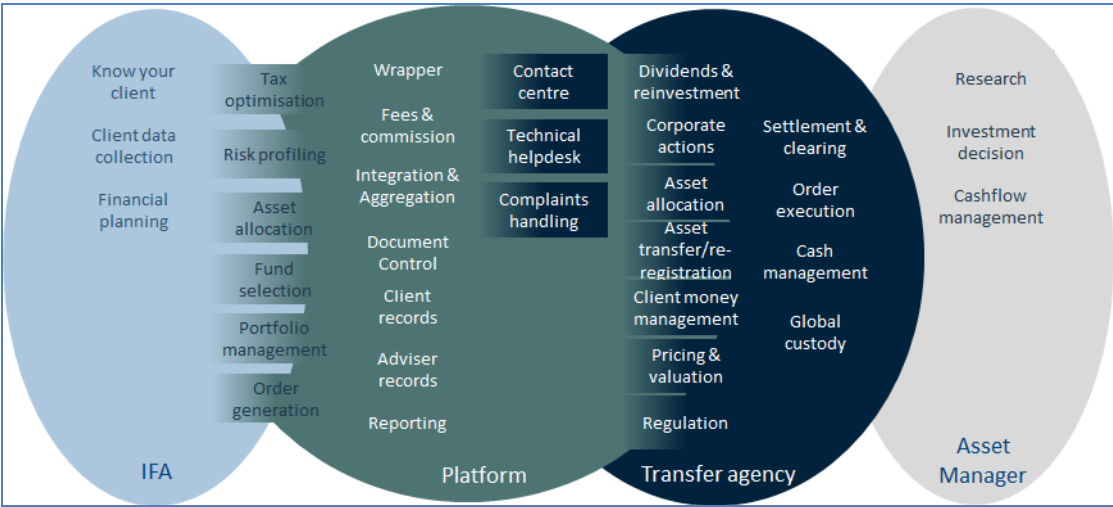 Know your
client
Client data
collection
Financial
planning
IFA
Tax
optimisation
Risk profiling
Asset
allocation
Fund
selection
Portfolio
management
Order
generation
Wrapper
Fees &
commission
Integration &
Aggregation
Document
Control
Client
records
Adviser
records
Reporting
Platform
Contact
centre
Technical
helpdesk
Complaints
handling
Dividends &
reinvestment
Corporate
actions
Asset
allocation
Asset
transfer/re-
registration
Client money
management
Pricing &
valuation
Regulation
Transfer agency
Settlement &
clearing
Order
execution
Cash
management
Global
custody
Research
Investment
decision
Cashflow
management
Asset
Manager